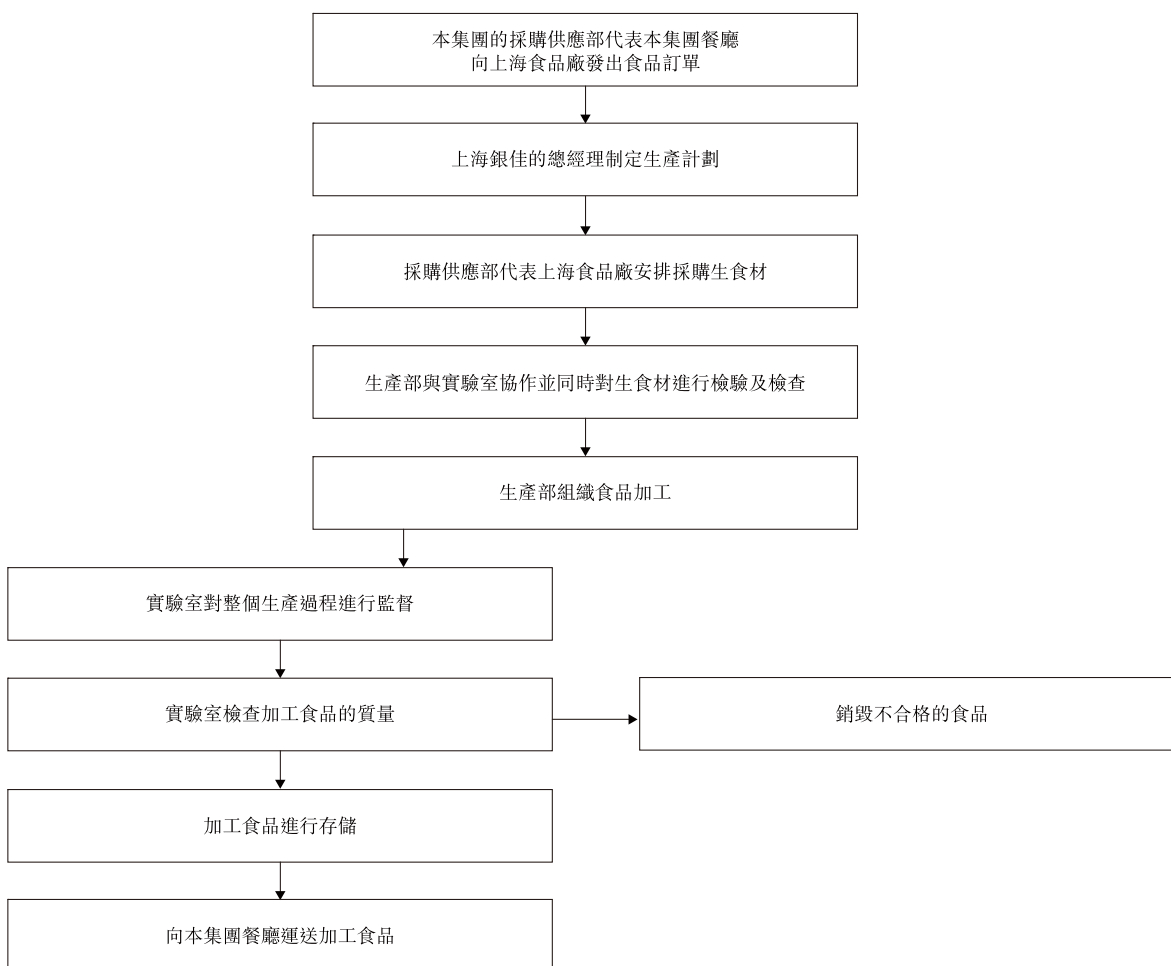 本集團的採購供應部代表本集團餐廳
向上海食品廠發出食品訂單
上海銀佳的總經理制定生產計劃
採購供應部代表上海食品廠安排採購生食材
生產部與實驗室協作並同時對生食材進行檢驗及檢查
生產部組織食品加工
實驗室對整個生產過程進行監督
實驗室檢查加工食品的質量
銷毀不合格的食品
加工食品進行存儲
向本集團餐廳運送加工食品